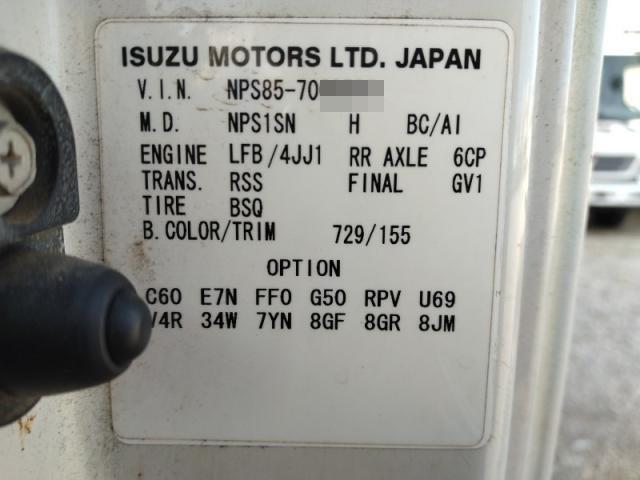 ISUZU MOTORS LTD. JAPAN
V.I.N. NPS85-70
M.D. NPS1SN H BC/AI
ENGINE LFB/4JJ1 RR AXLE 6CP
TRANS. RSS FINAL GV1
TIRE BSQ
B.COLOR/TRIM 729/155
OPTION
C60 E7N FF0 G50 RPV U69
34W 7YN 8GF 8GR 8JM